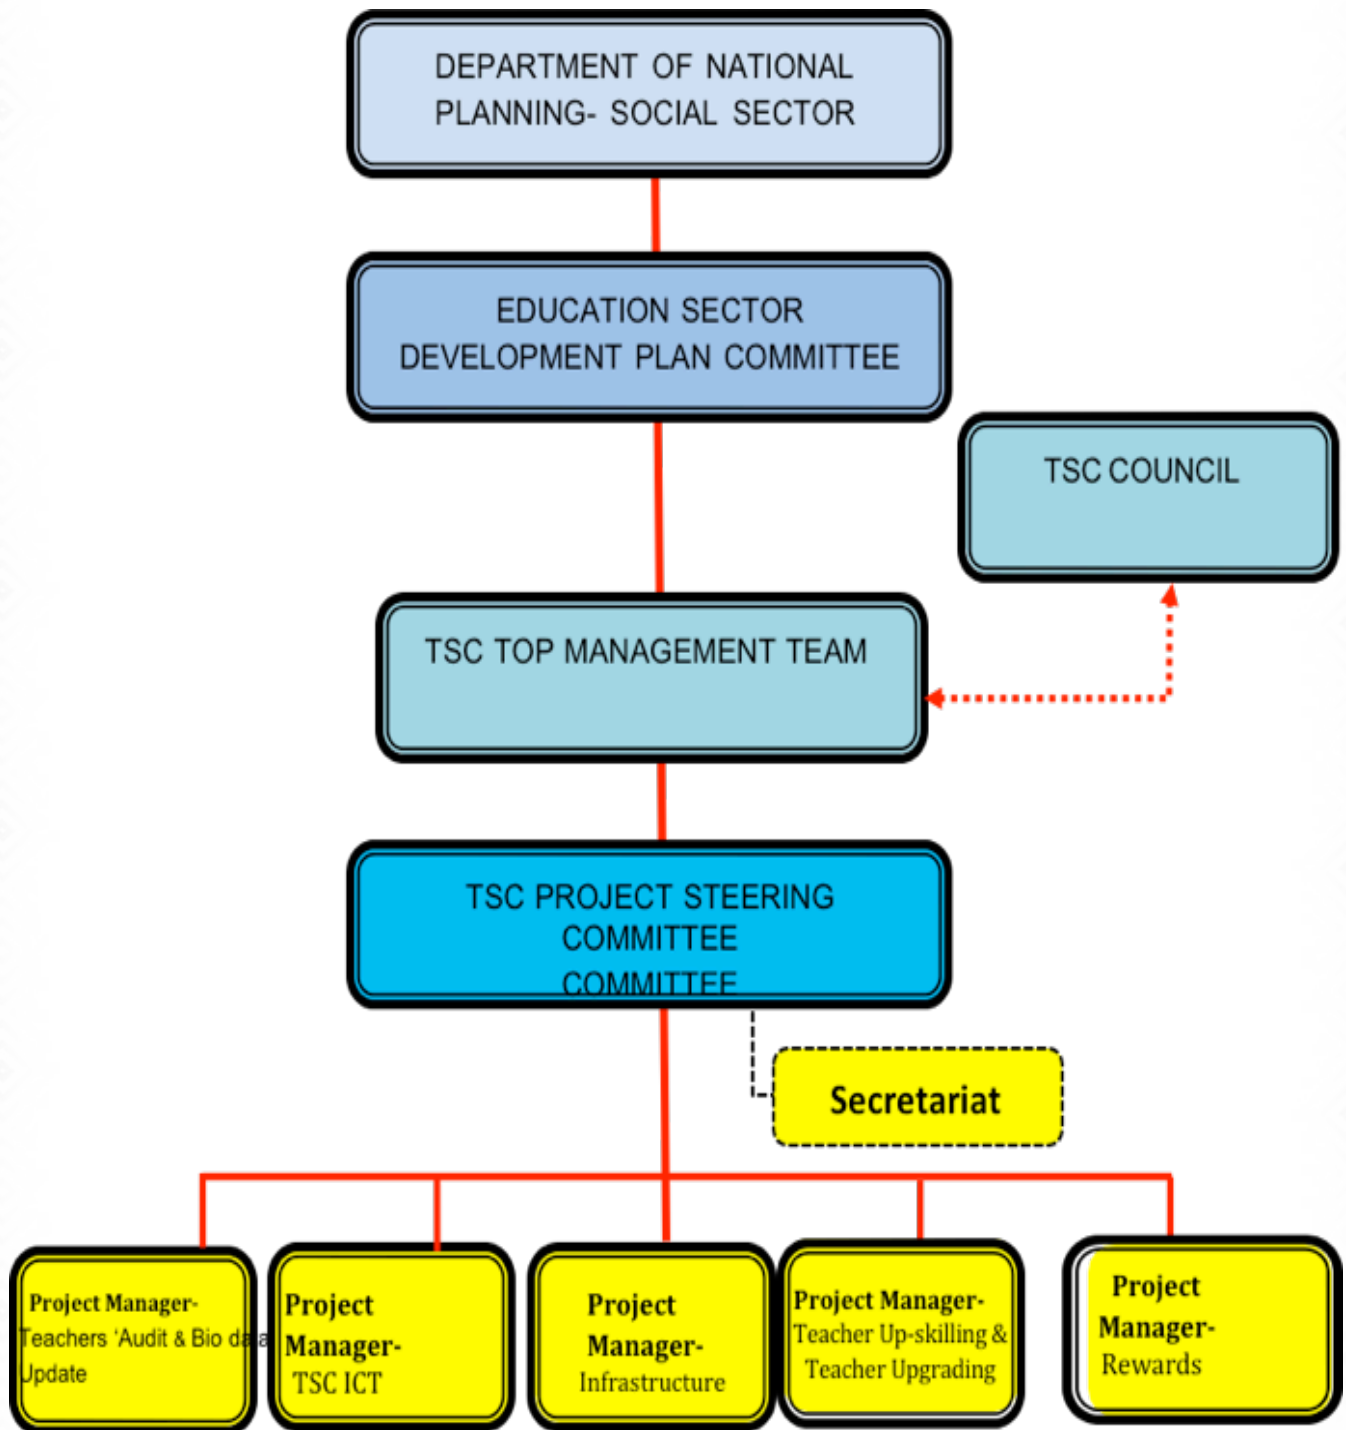 DEPARTMENT OF NATIONAL
PLANNING- SOCIAL SECTOR
EDUCATION SECTOR
DEVELOPMENT PLAN COMMITTEE
TSC COUNCIL
TSC TOP MANAGEMENT TEAM
TSC PROJECT STEERING
COMMITTEE
COMMITTEE
Secretariat
Project Manager-
Teachers ‘Audit & Bio data
Update
Project
Manager-
TSC ICT
Project
Manager-
Infrastructure
Project Manager-
Teacher Up-skilling &
Teacher Upgrading
Project
Manager-
Rewards